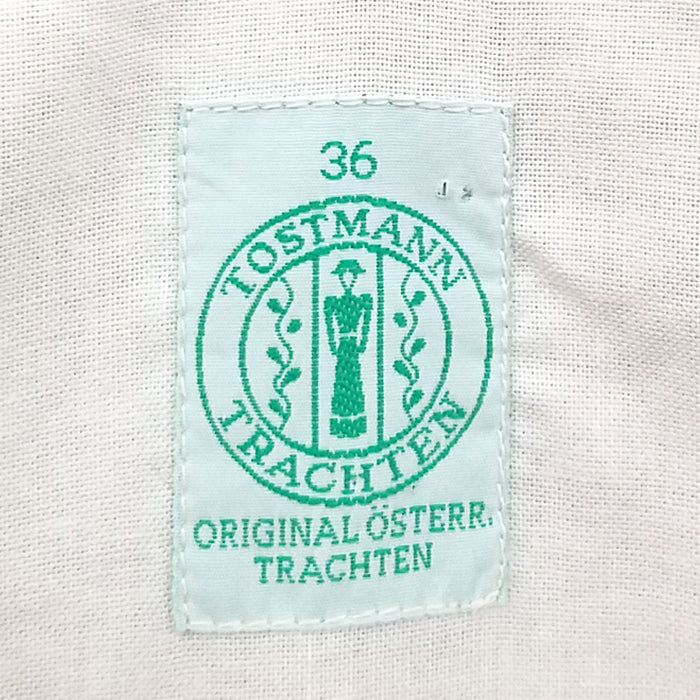 36
TOSTMANN
TRACHTEN
ORIGINAL ÖSTERR.
TRACHTEN